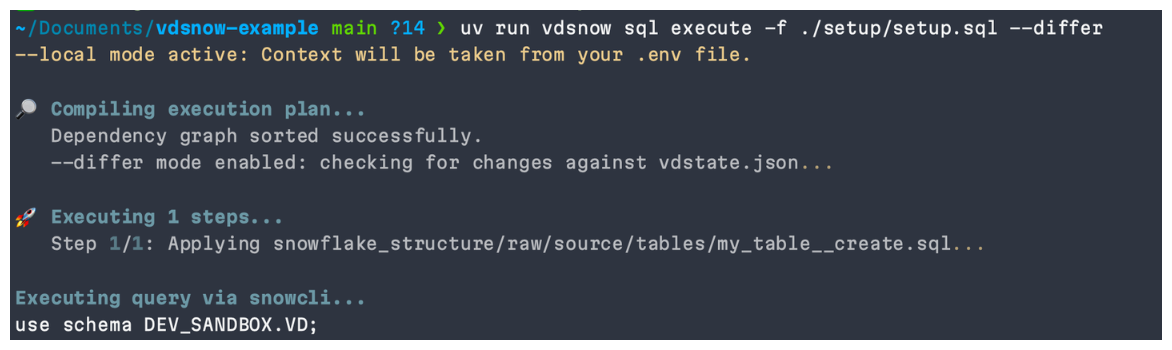 ~/Documents/vdsnow-example main ?14 ❯ uv run vdsnow sql execute -f ./setup/setup.sql --differ
--local mode active: Context will be taken from your .env file.
🔎 Compiling execution plan...
Dependency graph sorted successfully.
--differ mode enabled: checking for changes against vdstate.json...
🚀 Executing 1 steps...
Step 1/1: Applying snowflake_structure/raw/source/tables/my_table__create.sql...
Executing query via snowcli...
use schema DEV_SANDBOX.VD;